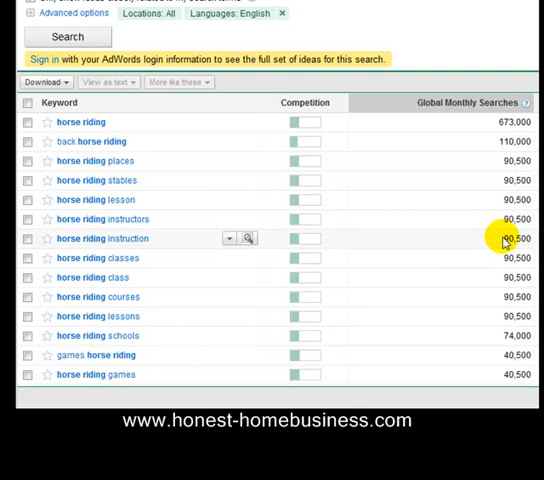 Advanced options Locations: All Languages: English ×
Search
Sign in with your AdWords login information to see the full set of ideas for this search.
Download View as text More like these
Keyword Competition Global Monthly Searches ?
horse riding 673,000
back horse riding 110,000
horse riding places 90,500
horse riding stables 90,500
horse riding lesson 90,500
horse riding instructors 90,500
horse riding instruction 90,500
horse riding classes 90,500
horse riding class 90,500
horse riding courses 90,500
horse riding lessons 90,500
horse riding schools 74,000
games horse riding 40,500
horse riding games 40,500
www.honest-homebusiness.com